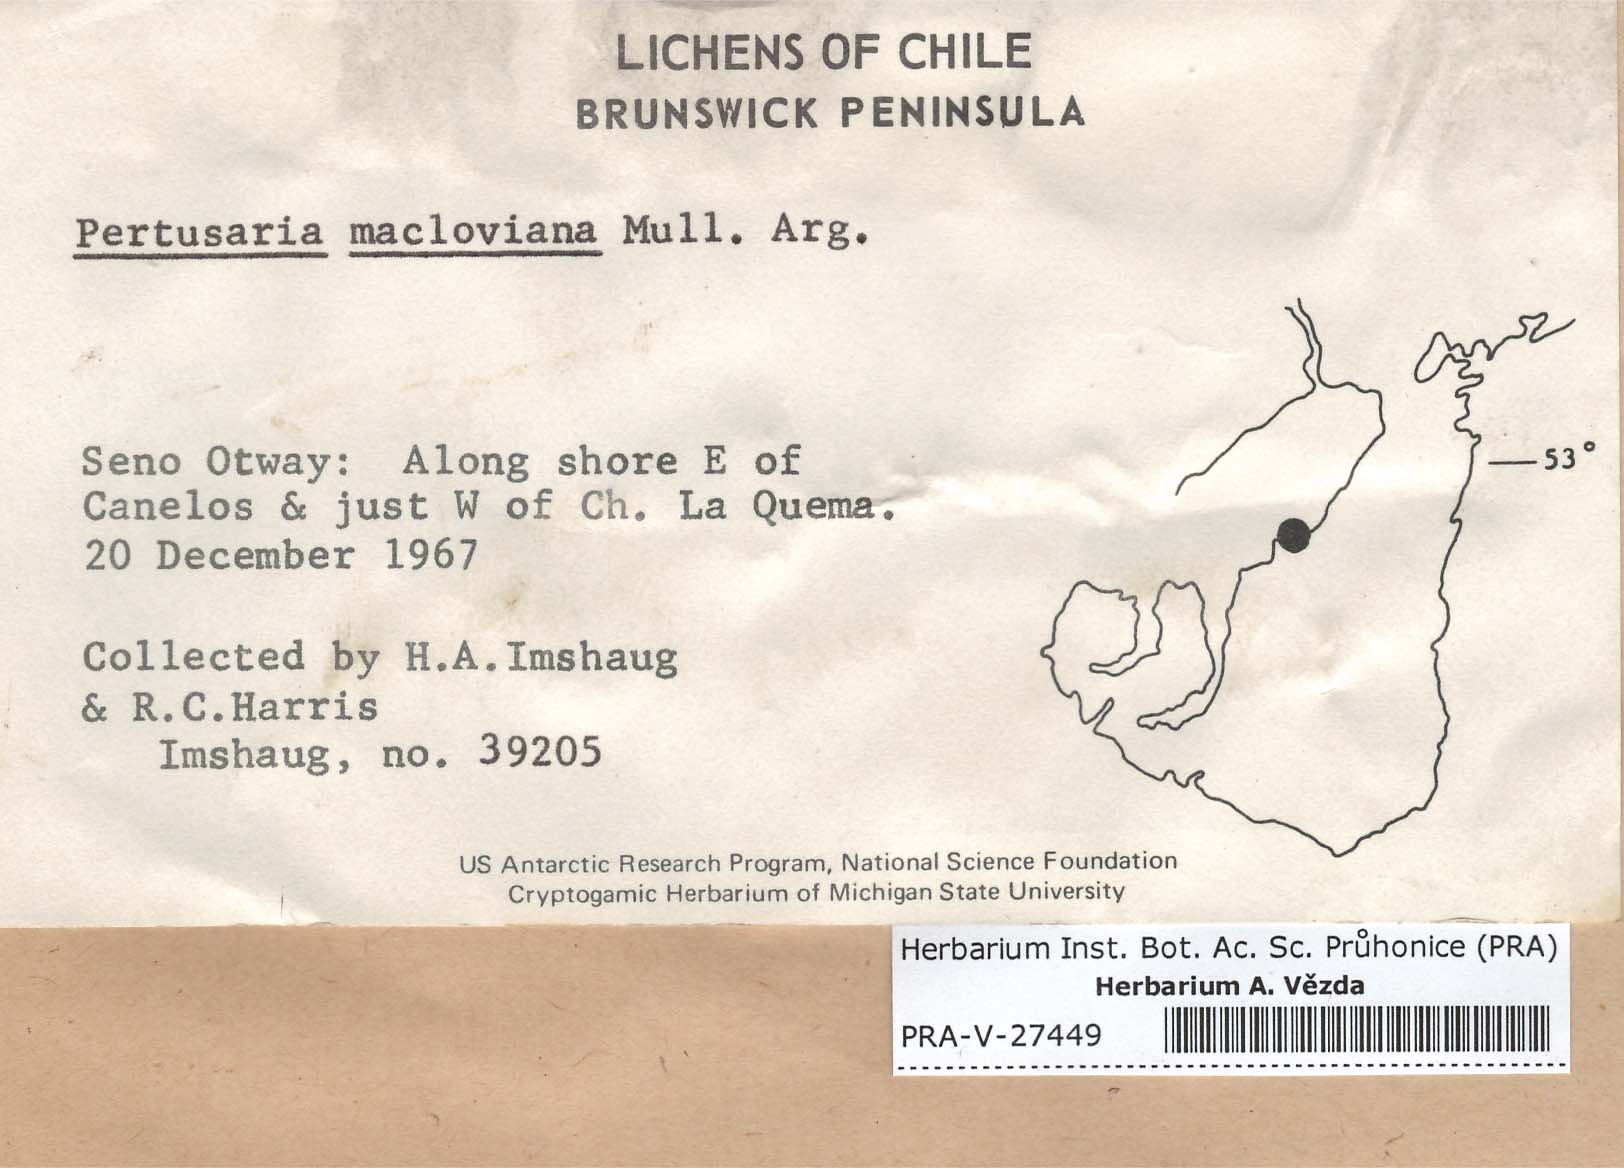 LICHENS OF CHILE
BRUNSWICK PENINSULA
Pertusaria macloviana Mull. Arg.
53°
Seno Otway: Along shore E of
Canelos & just W of Ch. La Quema.
20 December 1967
Collected by H.A.Imshaug
& R.C.Harris
Imshaug, no. 39205
US Antarctic Research Program, National Science Foundation
Cryptogamic Herbarium of Michigan State University
Herbarium Inst. Bot. Ac. Sc. Průhonice (PRA)
Herbarium A. Vězda
PRA-V-27449